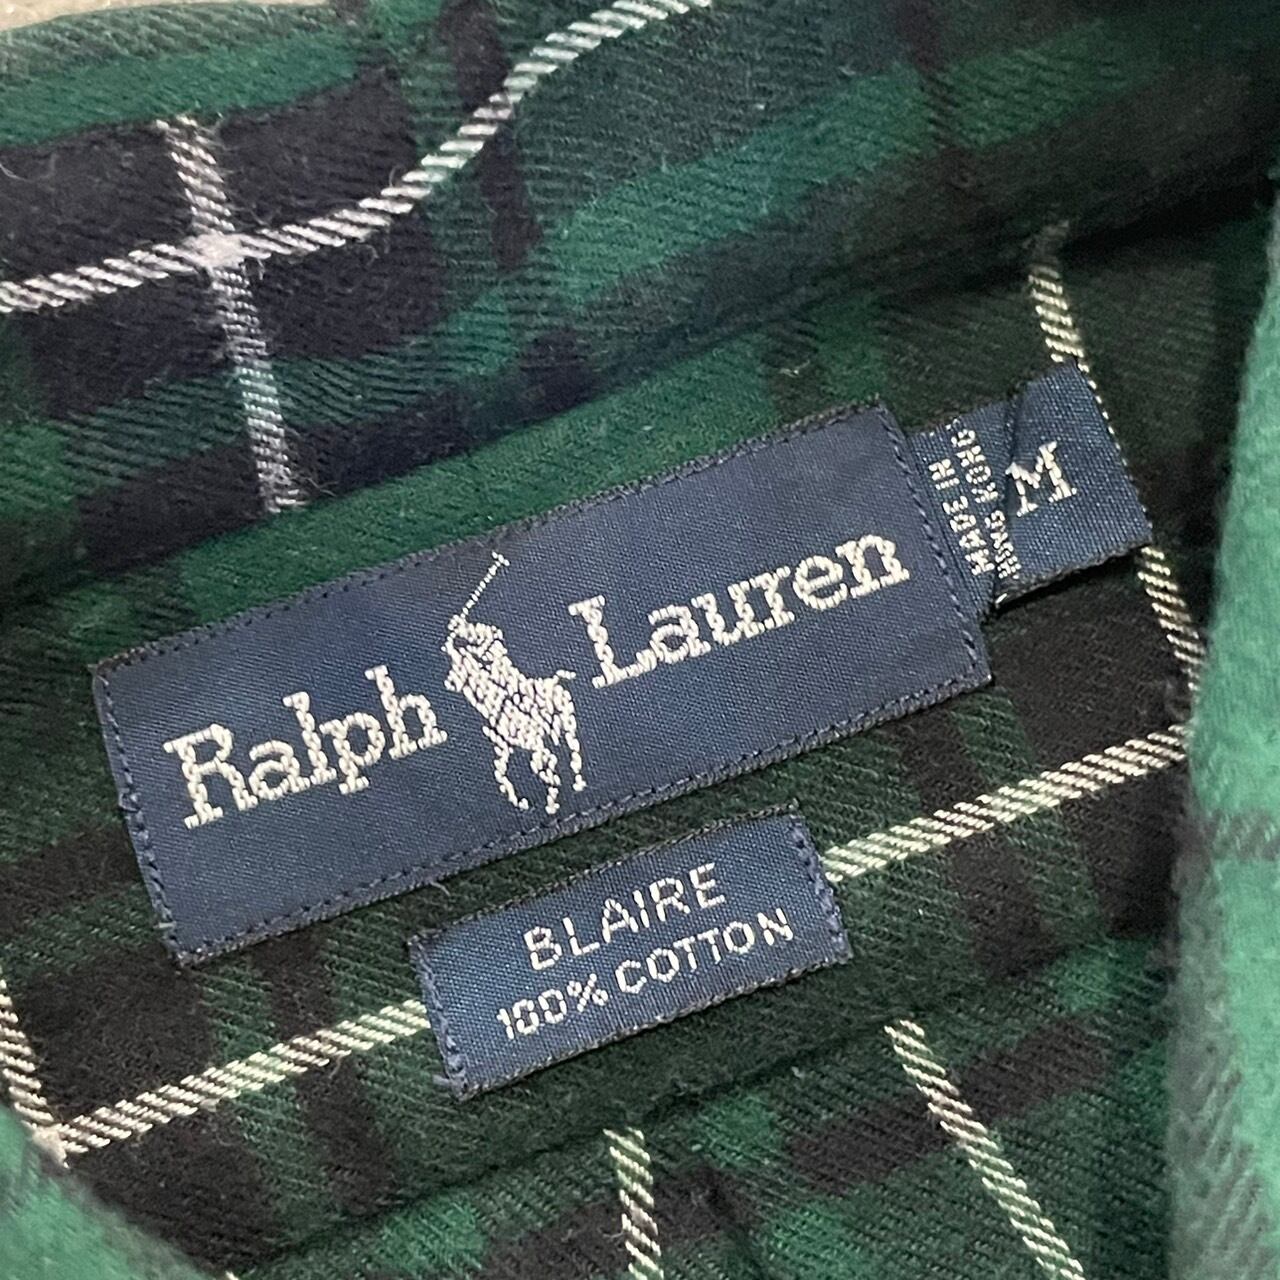 Ralph Lauren
MADE IN
HONG KONG
M
BLAIRE
100% COTTON